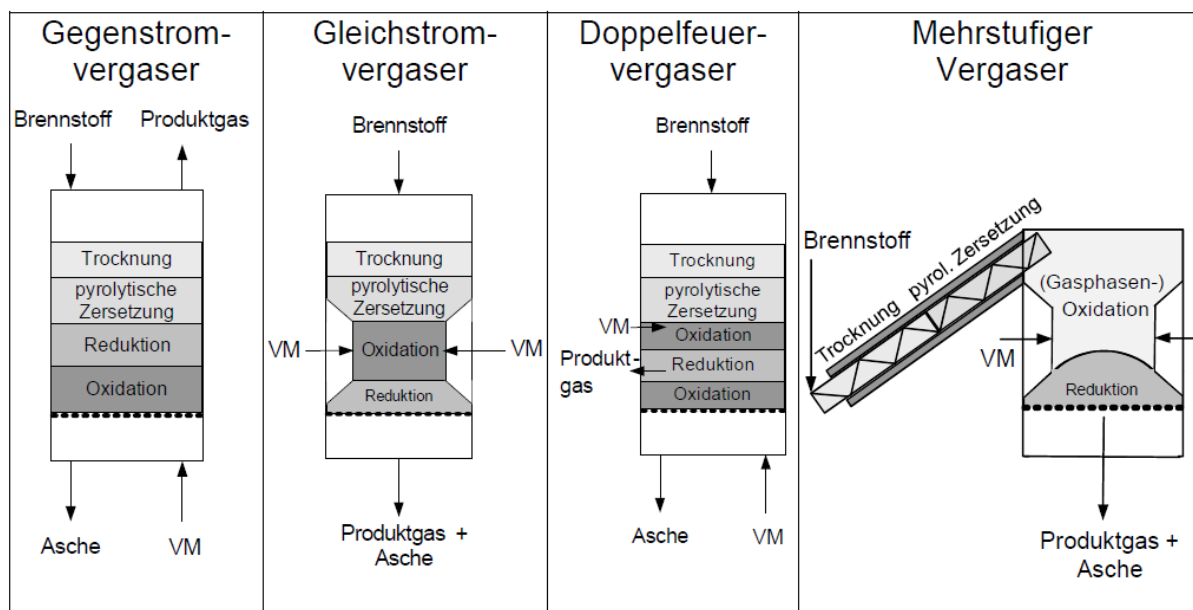 Gegenstrom-
vergaser
Brennstoff
Produktgas
Trocknung
pyrolytische
Zersetzung
Reduktion
Oxidation
Asche
VM
Gleichstrom-
vergaser
Brennstoff
Trocknung
pyrolytische
Zersetzung
VM
Oxidation
VM
Reduktion
Produktgas +
Asche
Doppelfeuer-
vergaser
Brennstoff
Trocknung
pyrolytische
Zersetzung
VM
Oxidation
Produkt-
gas
Reduktion
Oxidation
Asche
VM
Mehrstufiger
Vergaser
Brennstoff
Trocknung
pyrol. Zersetzung
(Gasphasen-)
Oxidation
VM
Reduktion
Produktgas +
Asche